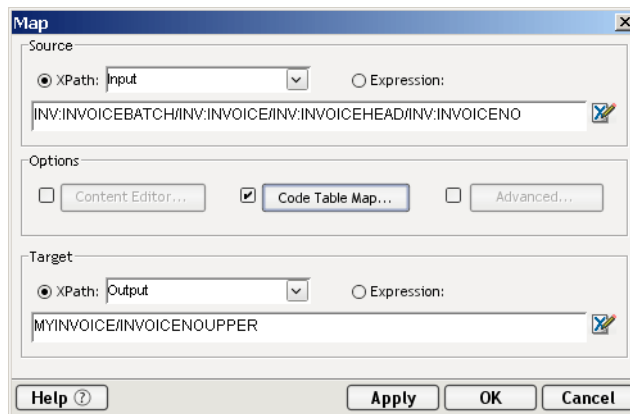 Map
Source
XPath: Input Expression:
INV:INVOICEBATCH/INV:INVOICE/INV:INVOICEHEAD/INV:INVOICENO
Options
Content Editor... Code Table Map... Advanced...
Target
XPath: Output Expression:
MYINVOICE/INVOICENOUPPER
Help ? Apply OK Cancel